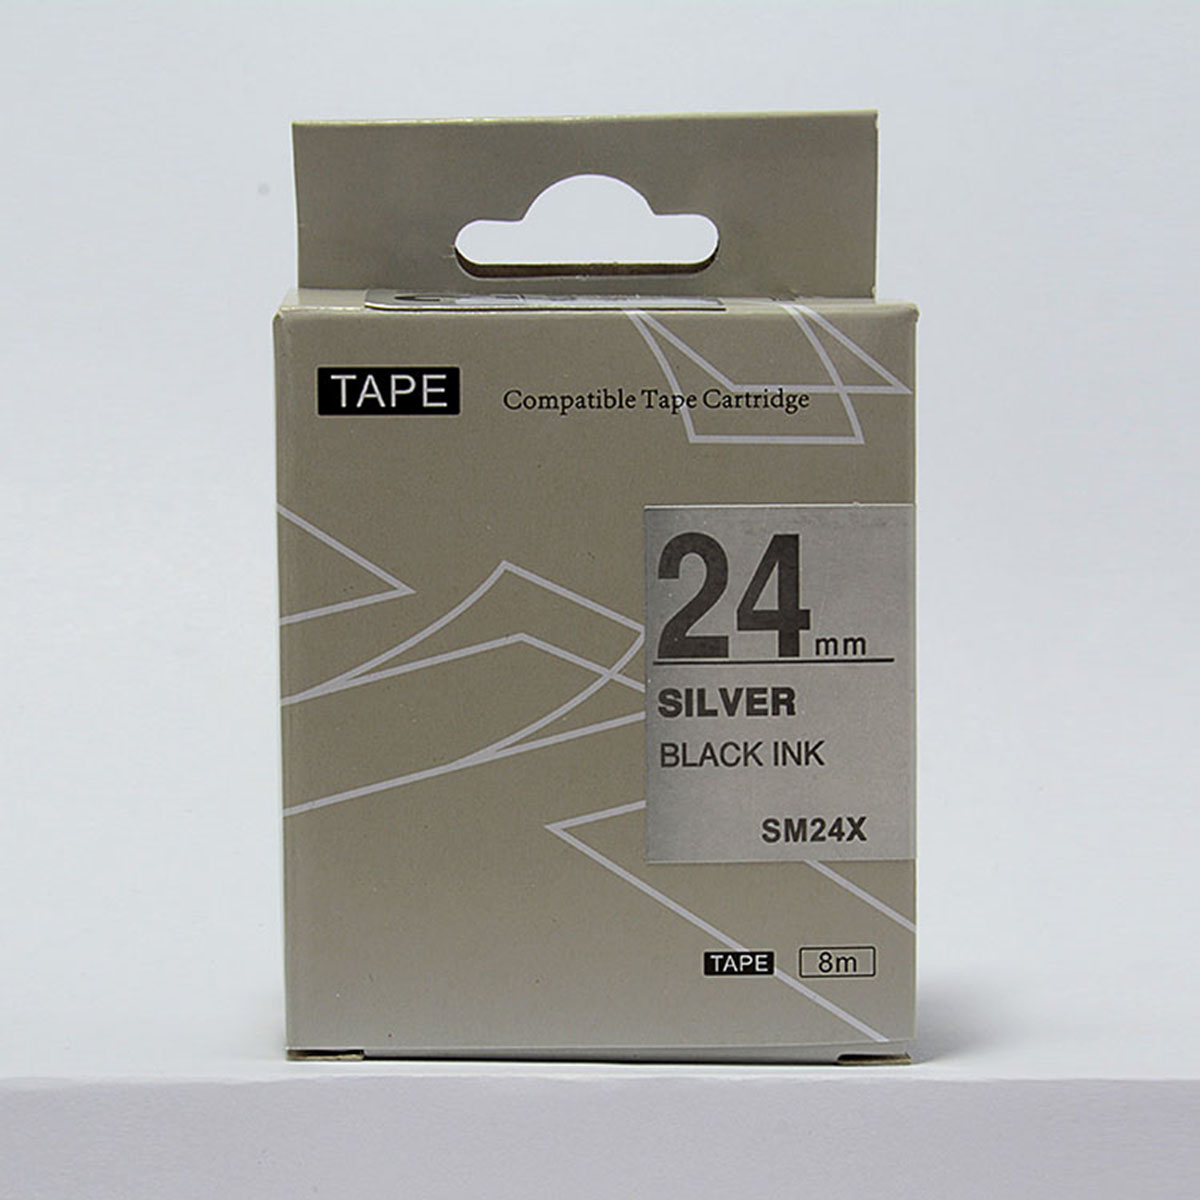 TAPE
Compatible Tape Cartridge
24mm
SILVER
BLACK INK
SM24X
TAPE 8m